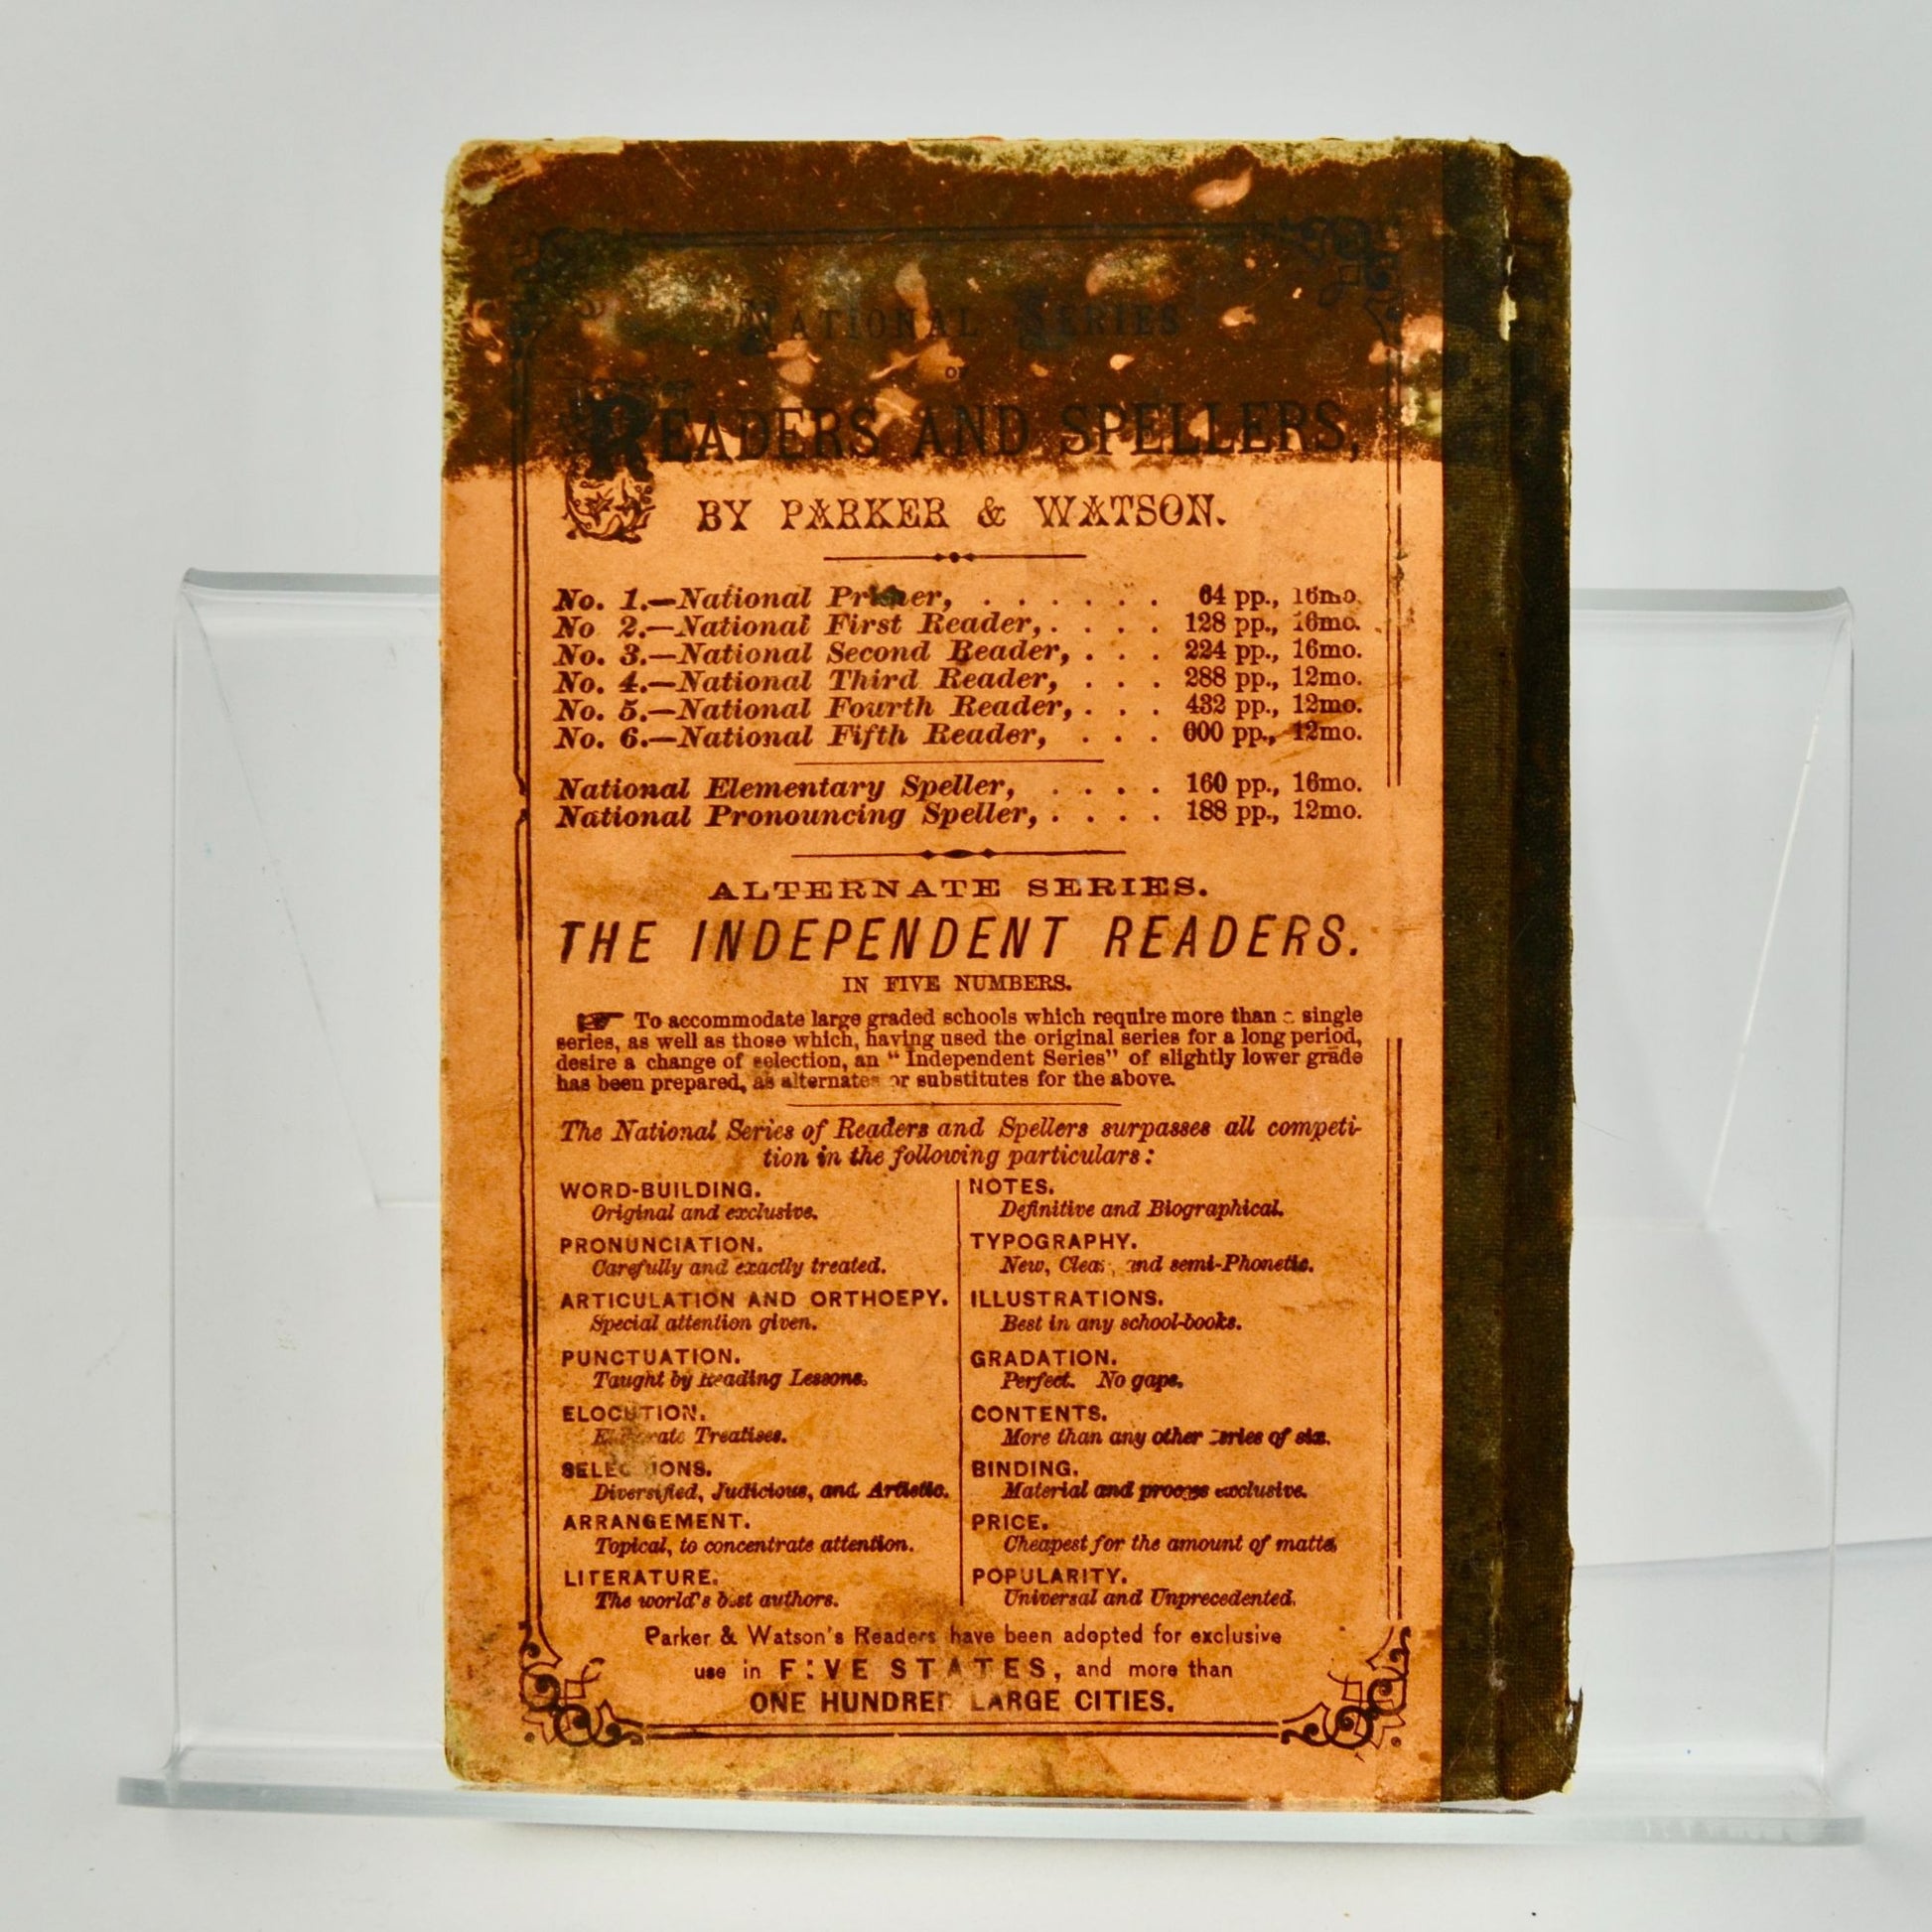 NATIONAL SERIES
OF
READERS AND SPELLERS,
BY PARKER & WATSON.
No. 1.—National Primer, . . . . . . . 64 pp., 16mo.
No 2.—National First Reader, . . . . 128 pp., 16mo.
No. 3.—National Second Reader, . . . 224 pp., 16mo.
No. 4.—National Third Reader, . . . 288 pp., 12mo.
No. 5.—National Fourth Reader, . . . 432 pp., 12mo.
No. 6.—National Fifth Reader, . . . 600 pp., 12mo.
National Elementary Speller, . . . . 160 pp., 16mo.
National Pronouncing Speller, . . . . 188 pp., 12mo.
ALTERNATE SERIES.
THE INDEPENDENT READERS.
IN FIVE NUMBERS.
☞ To accommodate large graded schools which require more than a single
series, as well as those which, having used the original series for a long period,
desire a change of selection, an "Independent Series" of slightly lower grade
has been prepared, as alternates or substitutes for the above.
The National Series of Readers and Spellers surpasses all competi-
tion in the following particulars:
WORD-BUILDING.
Original and exclusive.
PRONUNCIATION.
Carefully and exactly treated.
ARTICULATION AND ORTHOEPY.
Special attention given.
PUNCTUATION.
Taught by Reading Lessons.
ELOCUTION.
Elaborate Treatises.
SELECTIONS.
Diversified, Judicious, and Artistic.
ARRANGEMENT.
Topical, to concentrate attention.
LITERATURE.
The world's best authors.
NOTES.
Definitive and Biographical.
TYPOGRAPHY.
New, Clear, and semi-Phonetic.
ILLUSTRATIONS.
Best in any school-books.
GRADATION.
Perfect. No gaps.
CONTENTS.
More than any other series of six.
BINDING.
Material and process exclusive.
PRICE.
Cheapest for the amount of matter.
POPULARITY.
Universal and Unprecedented.
Parker & Watson's Readers have been adopted for exclusive
use in FIVE STATES, and more than
ONE HUNDRED LARGE CITIES.